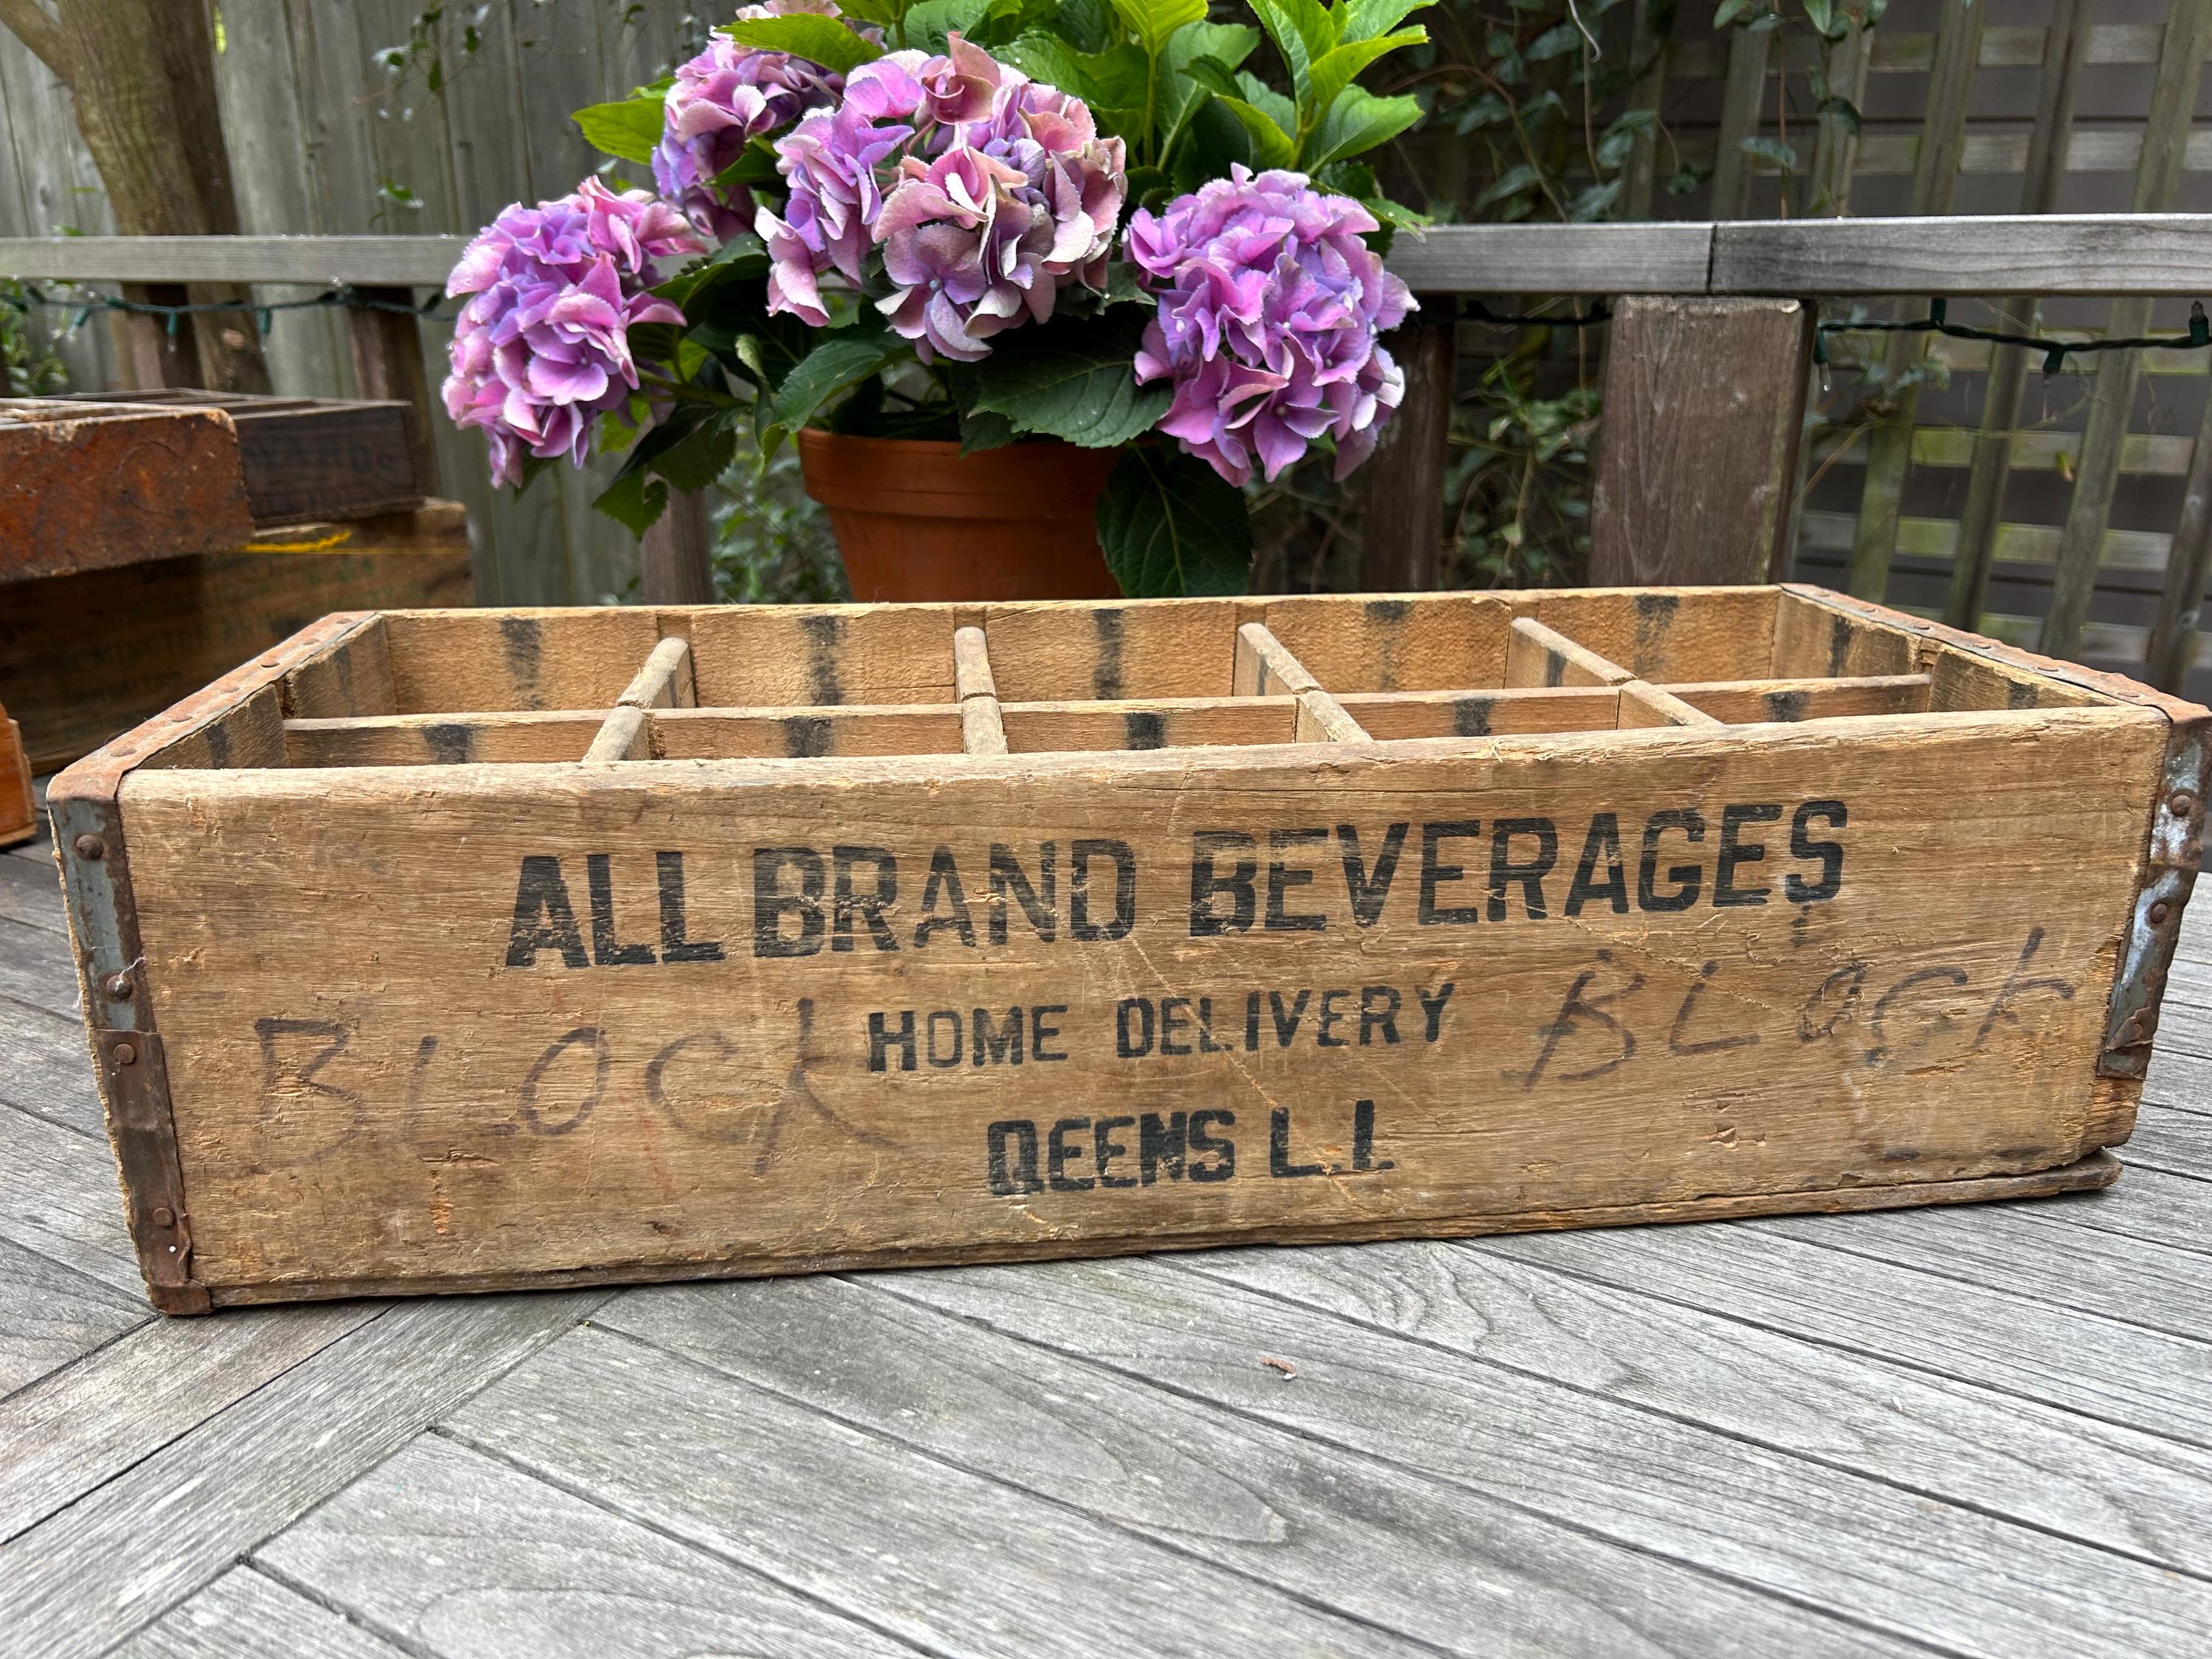 ALL BRAND BEVERAGES
HOME DELIVERY
BLOCK
BLOCK
QEENS L.I.